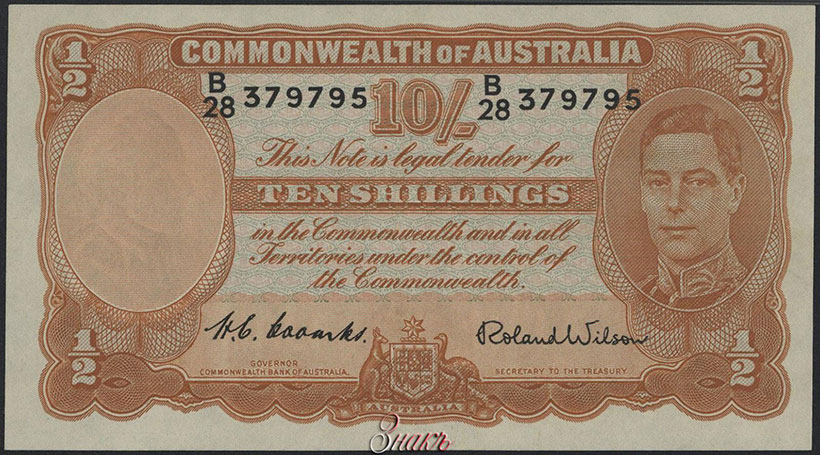 ½ COMMONWEALTH OF AUSTRALIA ½
B/28 379795 10/- B/28 379795
This Note is legal tender for
TEN SHILLINGS
in the Commonwealth and in all
Territories under the control of
the Commonwealth.
H.C. Coombs. Roland Wilson
½ GOVERNOR COMMONWEALTH BANK OF AUSTRALIA. SECRETARY TO THE TREASURY ½
AUSTRALIA
Знакъ